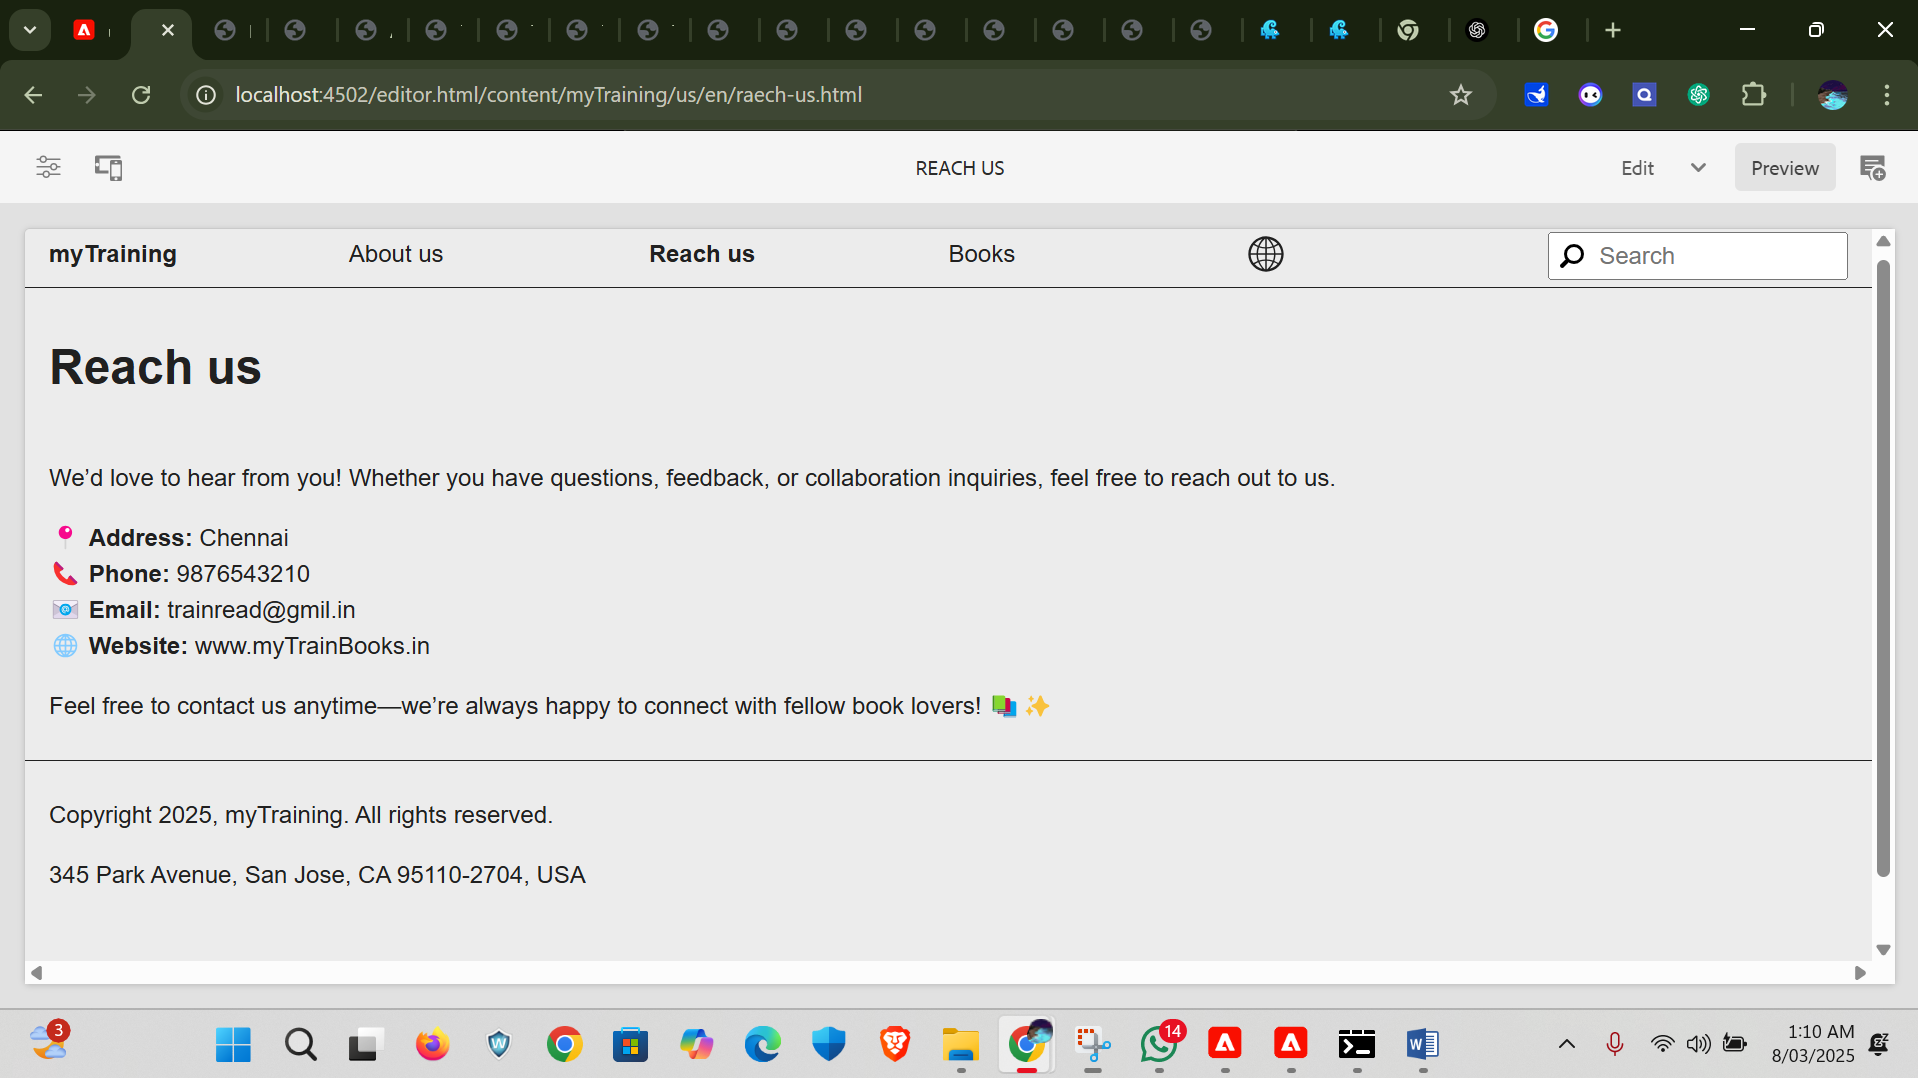 localhost:4502/editor.html/content/myTraining/us/en/raech-us.html
REACH US
Edit
Preview
myTraining
About us
Reach us
Books
Search
Reach us
We’d love to hear from you! Whether you have questions, feedback, or collaboration inquiries, feel free to reach out to us.
Address: Chennai
Phone: 9876543210
Email: trainread@gmil.in
Website: www.myTrainBooks.in
Feel free to contact us anytime—we’re always happy to connect with fellow book lovers!
Copyright 2025, myTraining. All rights reserved.
345 Park Avenue, San Jose, CA 95110-2704, USA
3
14
1:10 AM
8/03/2025